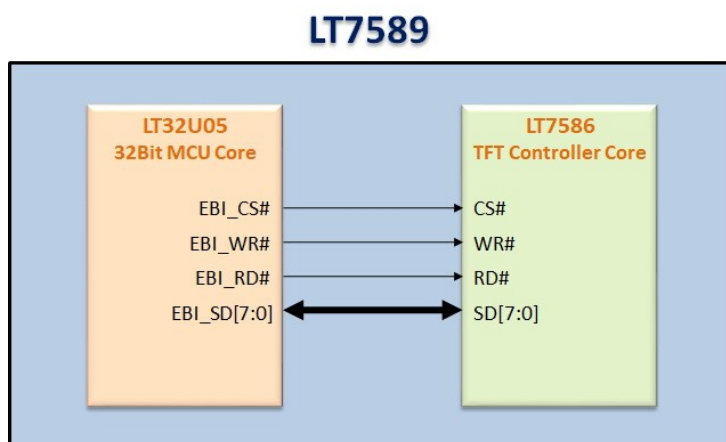 LT7589
LT32U05
32Bit MCU Core
EBI_CS#
EBI_WR#
EBI_RD#
EBI_SD[7:0]
LT7586
TFT Controller Core
CS#
WR#
RD#
SD[7:0]